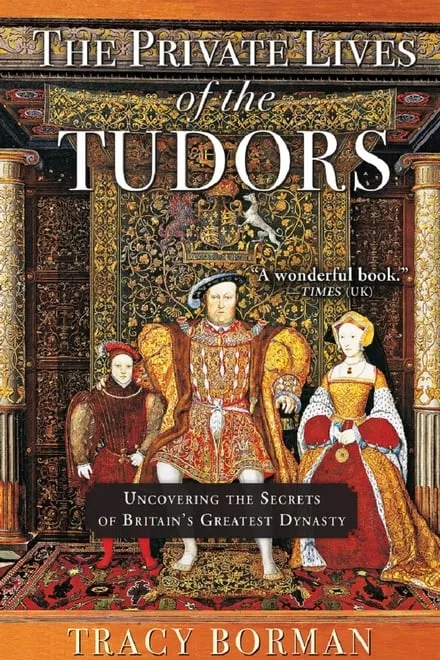 THE PRIVATE LIVES
of the
TUDORS
"A wonderful book."
—TIMES (UK)
UNCOVERING THE SECRETS
OF BRITAIN'S GREATEST DYNASTY
TRACY BORMAN